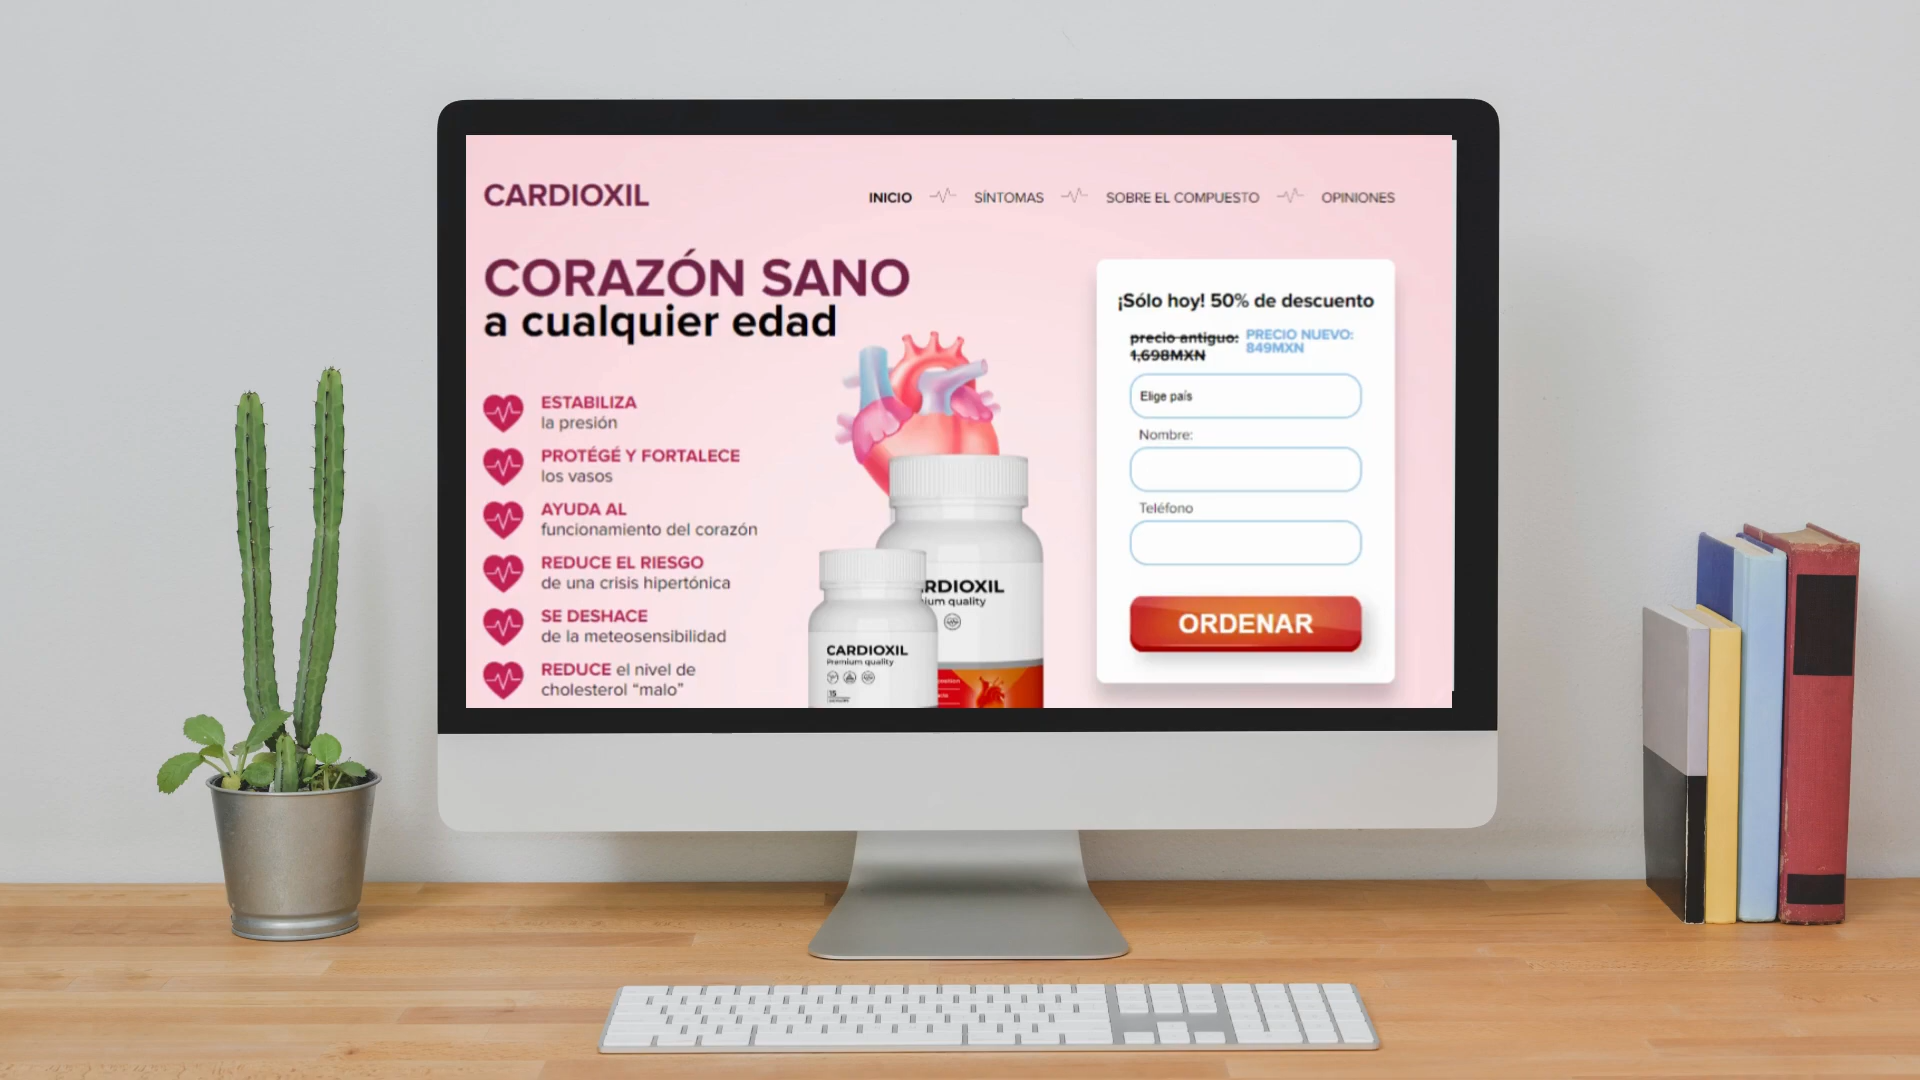 CARDIOXIL
INICIO
SÍNTOMAS
SOBRE EL COMPUESTO
OPINIONES
CORAZÓN SANO
a cualquier edad
ESTABILIZA
la presión
PROTÉGÉ Y FORTALECE
los vasos
AYUDA AL
funcionamiento del corazón
REDUCE EL RIESGO
de una crisis hipertónica
SE DESHACE
de la meteosensibilidad
REDUCE el nivel de
cholesterol “malo”
RDIOXIL
ium quality
CARDIOXIL
Premium quality
15
¡Sólo hoy! 50% de descuento
precio antiguo:
1,698MXN
PRECIO NUEVO:
849MXN
Elige país
Nombre:
Teléfono
ORDENAR